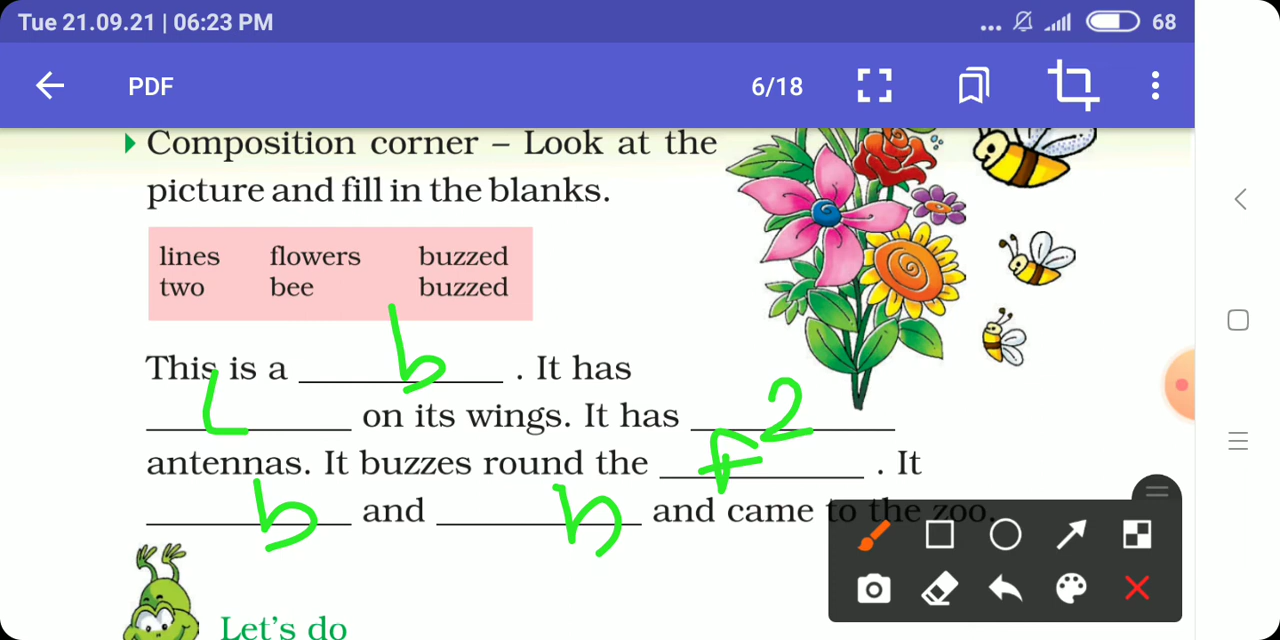 Tue 21.09.21 | 06:23 PM 68
PDF 6/18
Composition corner – Look at the
picture and fill in the blanks.
lines flowers buzzed
two bee buzzed
This is a b . It has
L on its wings. It has 2
antennas. It buzzes round the f . It
b and b and came to the zoo.
Let's do